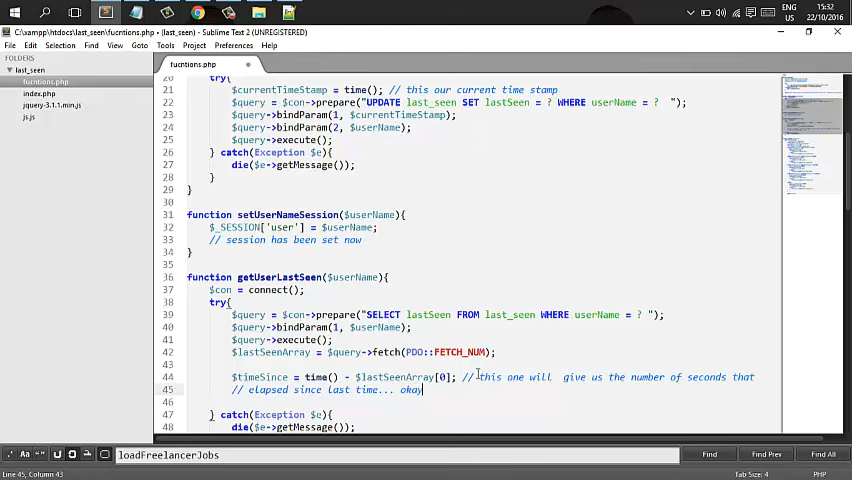 ENG
US
15:32
22/10/2016
C:\xampp\htdocs\last_seen\fucntions.php • (last_seen) - Sublime Text 2 (UNREGISTERED)
File Edit Selection Find View Goto Tools Project Preferences Help
FOLDERS
last_seen
fucntions.php
index.php
jquery-3.1.1.min.js
js.js
fucntions.php
20 try{
21 $currentTimeStamp = time(); // this our current time stamp
22 $query = $con->prepare("UPDATE last_seen SET lastSeen = ? WHERE userName = ?  ");
23 $query->bindParam(1, $currentTimeStamp);
24 $query->bindParam(2, $userName);
25 $query->execute();
26 } catch(Exception $e){
27 die($e->getMessage());
28 }
29 }
30
31 function setUserNameSession($userName){
32 $_SESSION['user'] = $userName;
33 // session has been set now
34 }
35
36 function getUserLastSeen($userName){
37 $con = connect();
38 try{
39 $query = $con->prepare("SELECT lastSeen FROM last_seen WHERE userName = ? ");
40 $query->bindParam(1, $userName);
41 $query->execute();
42 $lastSeenArray = $query->fetch(PDO::FETCH_NUM);
43
44 $timeSince = time() - $lastSeenArray[0]; // this one will  give us the number of seconds that
45 // elapsed since last time... okay
46
47 } catch(Exception $e){
48 die($e->getMessage());
.* Aa "" loadFreelancerJobs Find Find Prev Find All
Line 45, Column 43 Tab Size: 4 PHP